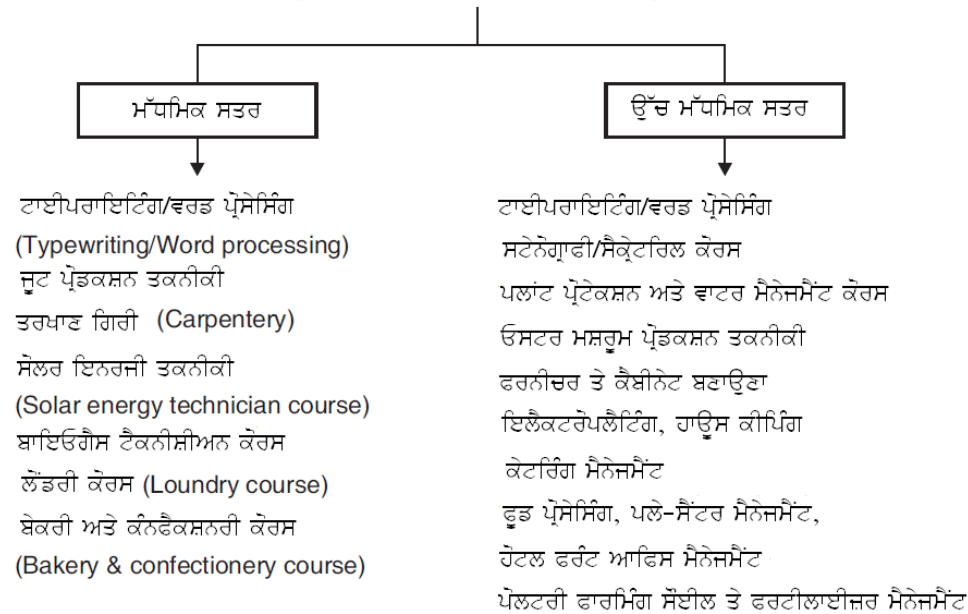 ਮਾੱਧਮਿਕ ਸਤਰ
ਟਾਈਪਰਾਇਟਿੰਗ/ਵਰਡ ਪ੍ਰੋਸੇਸਿੰਗ
(Typewriting/Word processing)
ਜੂਟ ਪ੍ਰੋਡਕਸ਼ਨ ਤਕਨੀਕੀ
ਤਰਖਾਣ ਗਿਰੀ (Carpentery)
ਸੋਲਰ ਇਨਰਜੀ ਤਕਨੀਕੀ
(Solar energy technician course)
ਬਾਇਓਗੈਸ ਟੈਕਨੀਸ਼ੀਅਨ ਕੋਰਸ
ਲੌਂਡਰੀ ਕੋਰਸ (Loundry course)
ਬੇਕਰੀ ਅਤੇ ਕੰਨਫੈਕਸ਼ਨਰੀ ਕੋਰਸ
(Bakery & confectionery course)
ਉੱਚ ਮਾੱਧਮਿਕ ਸਤਰ
ਟਾਈਪਰਾਇਟਿੰਗ/ਵਰਡ ਪ੍ਰੋਸੇਸਿੰਗ
ਸਟੇਨੋਗ੍ਰਾਫੀ/ਸੈਕ੍ਰੇਟਰਿਲ ਕੋਰਸ
ਪਲਾਂਟ ਪ੍ਰੋਟੇਕਸ਼ਨ ਅਤੇ ਵਾਟਰ ਮੈਨੇਜਮੈਂਟ ਕੋਰਸ
ਓਸਟਰ ਮਸ਼ਰੂਮ ਪ੍ਰੋਡਕਸ਼ਨ ਤਕਨੀਕੀ
ਫਰਨੀਚਰ ਤੇ ਕੈਬੀਨੇਟ ਬਣਾਉਣਾ
ਇਲੈਕਟਰੋਪਲੈਟਿੰਗ, ਹਾਊਸ ਕੀਪਿੰਗ
ਕੇਟਰਿੰਗ ਮੈਨੇਜਮੈਂਟ
ਫੂਡ ਪ੍ਰੋਸੇਸਿੰਗ, ਪਲੇ-ਸੈਂਟਰ ਮੈਨੇਜਮੈਂਟ,
ਹੋਟਲ ਫਰੰਟ ਆਫਿਸ ਮੈਨੇਜਮੈਂਟ
ਪੋਲਟਰੀ ਫਾਰਮਿੰਗ ਸੌਈਲ ਤੇ ਫਰਟੀਲਾਈਜ਼ਰ ਮੈਨੇਜਮੈਂਟ